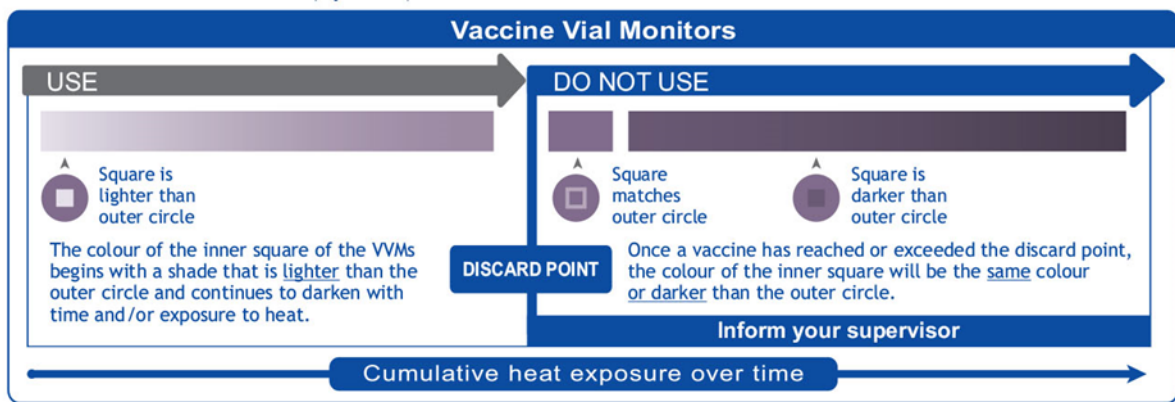 Vaccine Vial Monitors
USE
Square is
lighter than
outer circle
The colour of the inner square of the VVMs
begins with a shade that is lighter than the
outer circle and continues to darken with
time and/or exposure to heat.
DISCARD POINT
DO NOT USE
Square
matches
outer circle
Square is
darker than
outer circle
Once a vaccine has reached or exceeded the discard point,
the colour of the inner square will be the same colour
or darker than the outer circle.
Inform your supervisor
Cumulative heat exposure over time